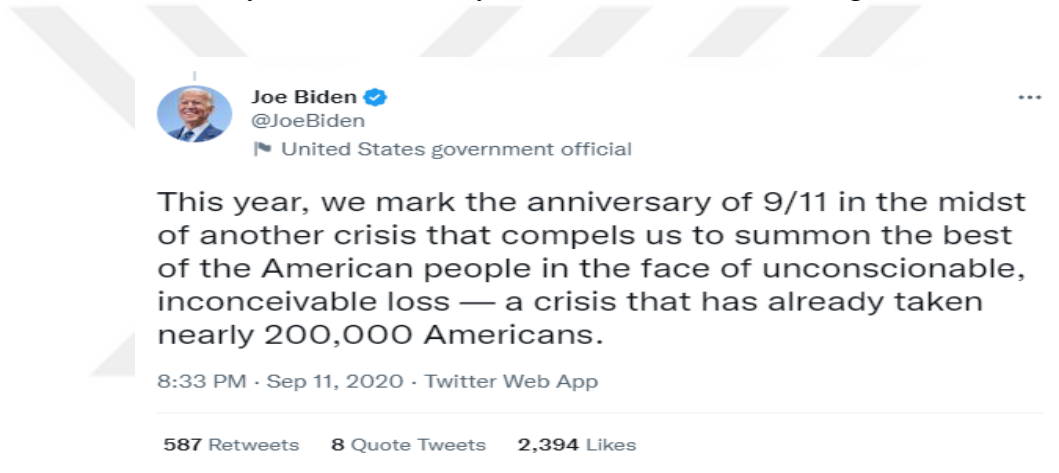 Joe Biden
@JoeBiden
United States government official
This year, we mark the anniversary of 9/11 in the midst
of another crisis that compels us to summon the best
of the American people in the face of unconscionable,
inconceivable loss — a crisis that has already taken
nearly 200,000 Americans.
8:33 PM · Sep 11, 2020 · Twitter Web App
587 Retweets 8 Quote Tweets 2,394 Likes